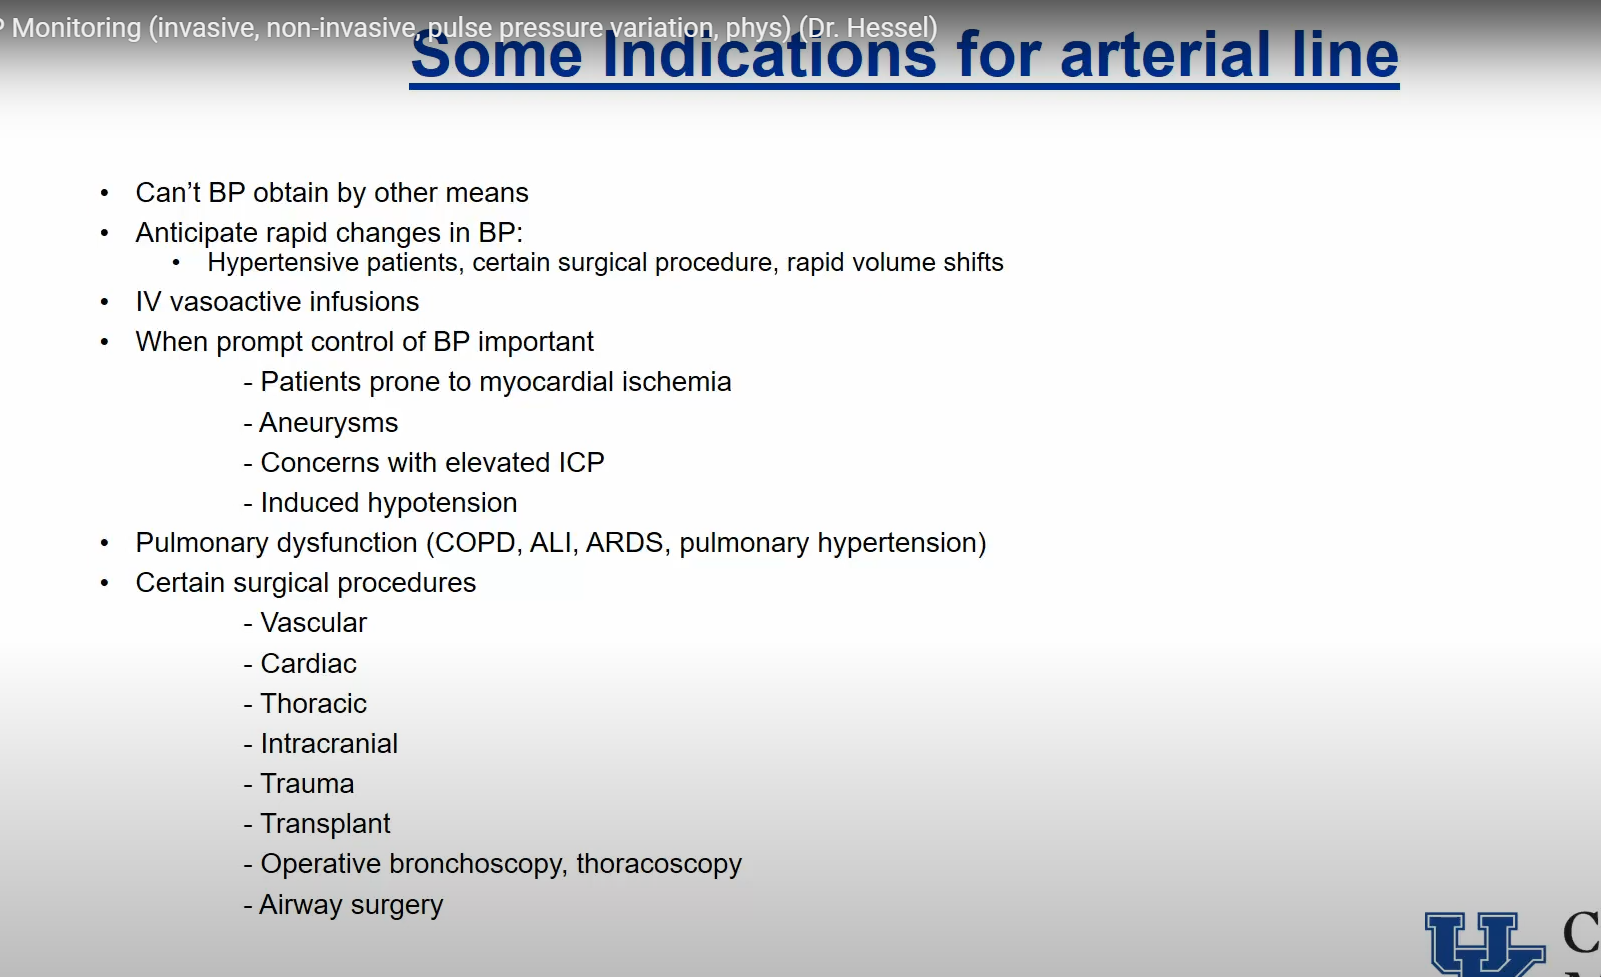 Monitoring (invasive, non-invasive, pulse pressure variation, phys) (Dr. Hessel)
Some Indications for arterial line
• Can’t BP obtain by other means
• Anticipate rapid changes in BP:
• Hypertensive patients, certain surgical procedure, rapid volume shifts
• IV vasoactive infusions
• When prompt control of BP important
- Patients prone to myocardial ischemia
- Aneurysms
- Concerns with elevated ICP
- Induced hypotension
• Pulmonary dysfunction (COPD, ALI, ARDS, pulmonary hypertension)
• Certain surgical procedures
- Vascular
- Cardiac
- Thoracic
- Intracranial
- Trauma
- Transplant
- Operative bronchoscopy, thoracoscopy
- Airway surgery
UK